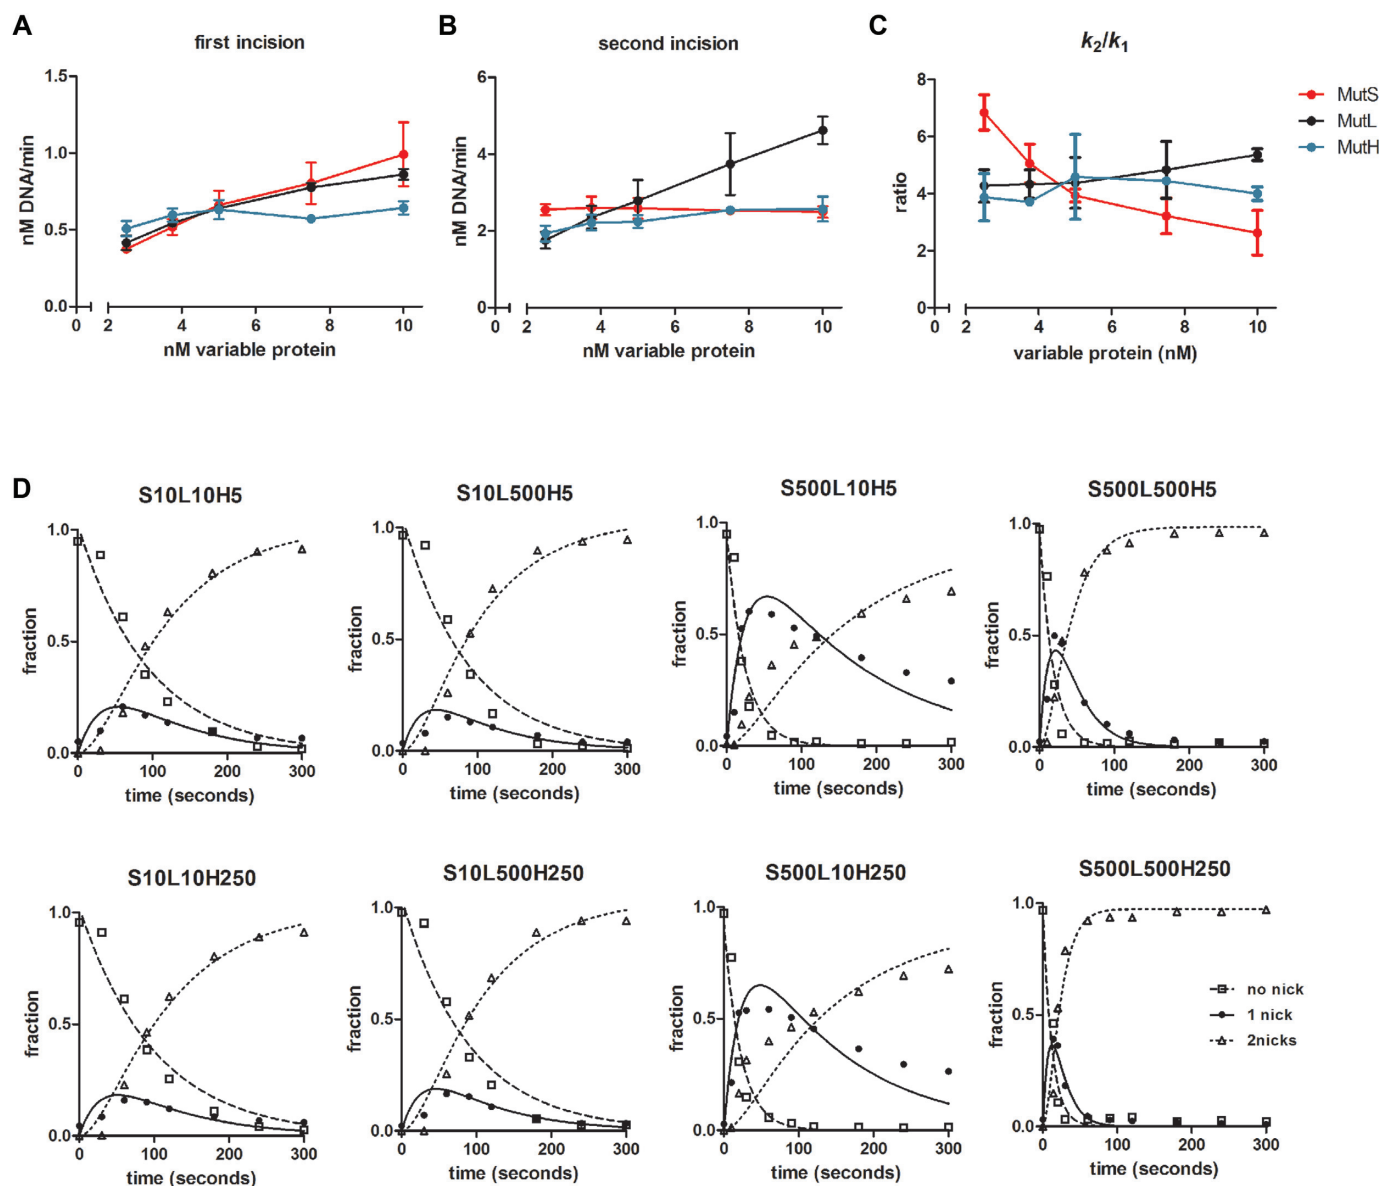 A
first incision
nM DNA/min
1.5
1.0
0.5
0.0
0 2 4 6 8 10
nM variable protein
B
second incision
nM DNA/min
6
4
2
0
0 2 4 6 8 10
nM variable protein
C
k2/k1
ratio
8
6
4
2
0
0 2 4 6 8 10
variable protein (nM)
MutS
MutL
MutH
D
S10L10H5
fraction
1.0
0.5
0.0
0 100 200 300
time (seconds)
S10L500H5
fraction
1.0
0.5
0.0
0 100 200 300
time (seconds)
S500L10H5
fraction
1.0
0.5
0.0
0 100 200 300
time (seconds)
S500L500H5
fraction
1.0
0.5
0.0
0 100 200 300
time (seconds)
S10L10H250
fraction
1.0
0.5
0.0
0 100 200 300
time (seconds)
S10L500H250
fraction
1.0
0.5
0.0
0 100 200 300
time (seconds)
S500L10H250
fraction
1.0
0.5
0.0
0 100 200 300
time (seconds)
S500L500H250
fraction
1.0
0.5
0.0
0 100 200 300
time (seconds)
no nick
1 nick
2nicks